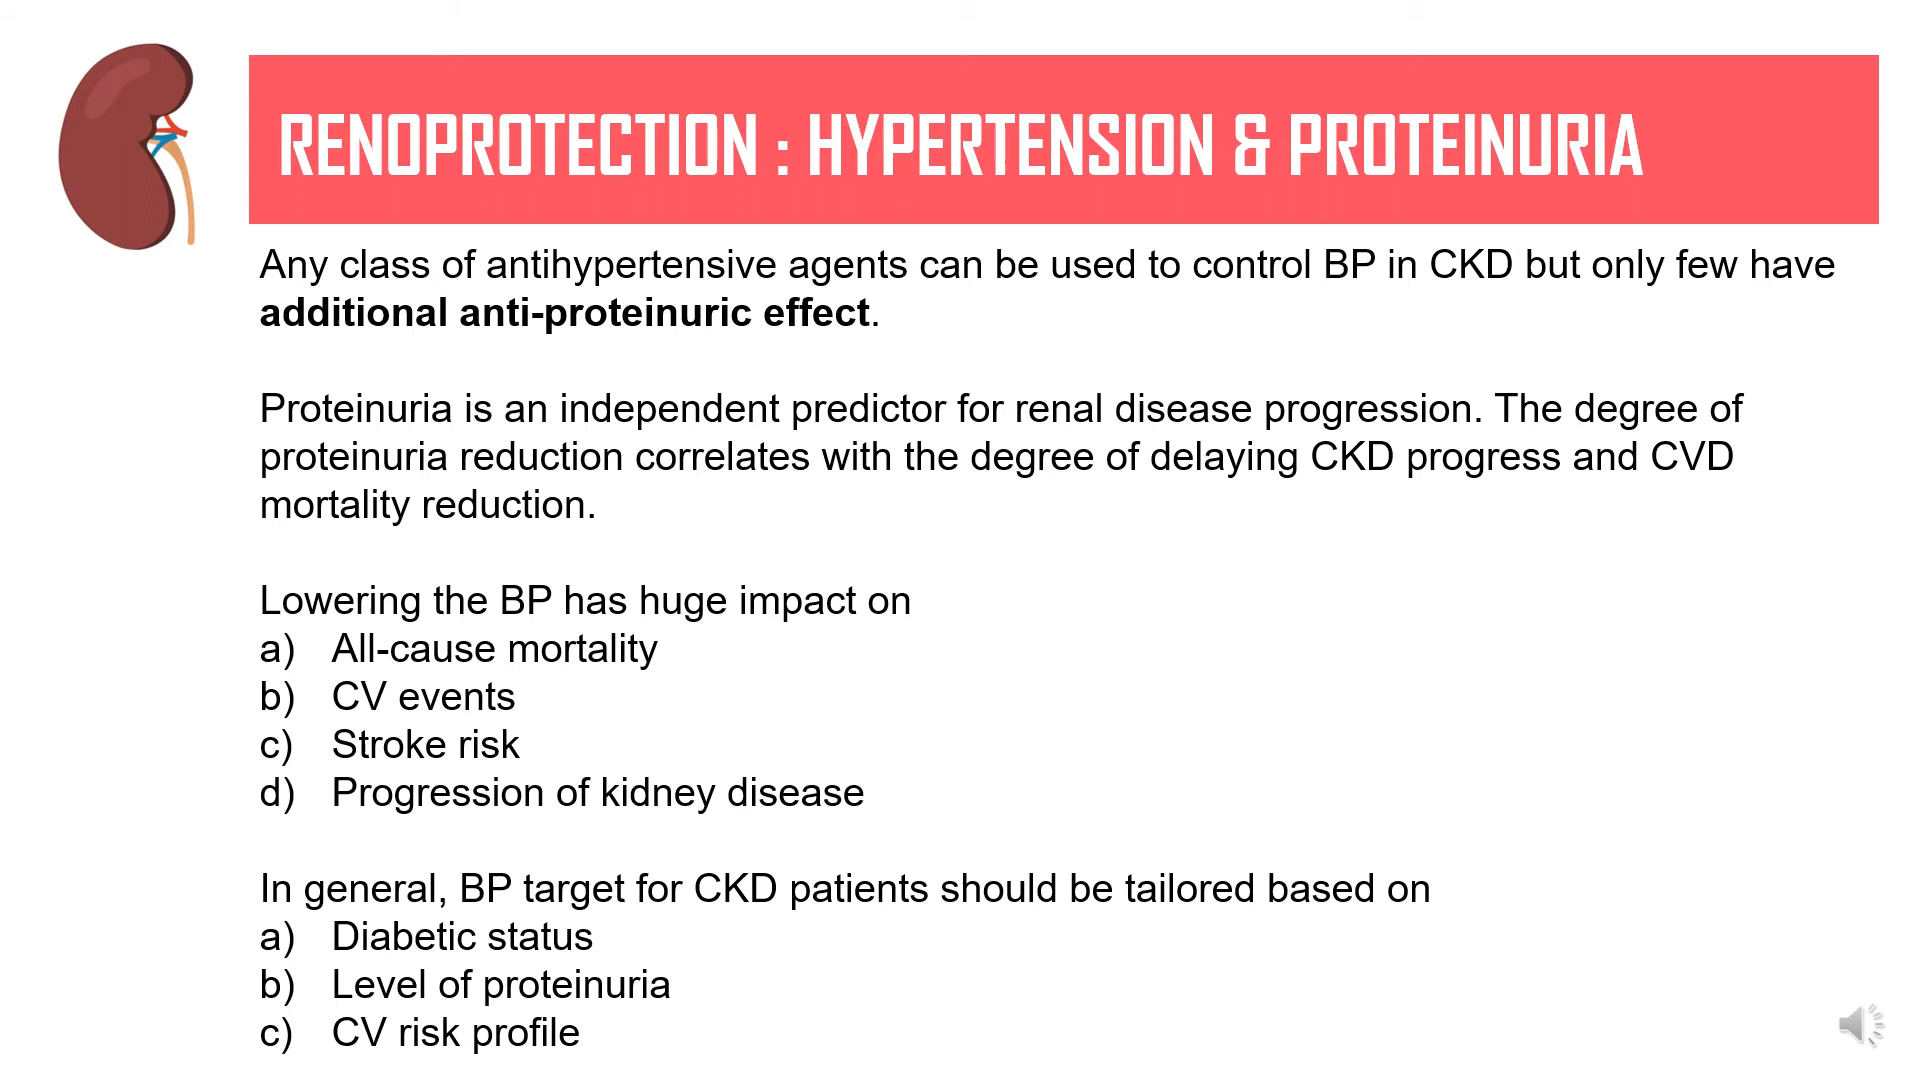 RENOPROTECTION : HYPERTENSION & PROTEINURIA
Any class of antihypertensive agents can be used to control BP in CKD but only few have
additional anti-proteinuric effect.
Proteinuria is an independent predictor for renal disease progression. The degree of
proteinuria reduction correlates with the degree of delaying CKD progress and CVD
mortality reduction.
Lowering the BP has huge impact on
a) All-cause mortality
b) CV events
c) Stroke risk
d) Progression of kidney disease
In general, BP target for CKD patients should be tailored based on
a) Diabetic status
b) Level of proteinuria
c) CV risk profile